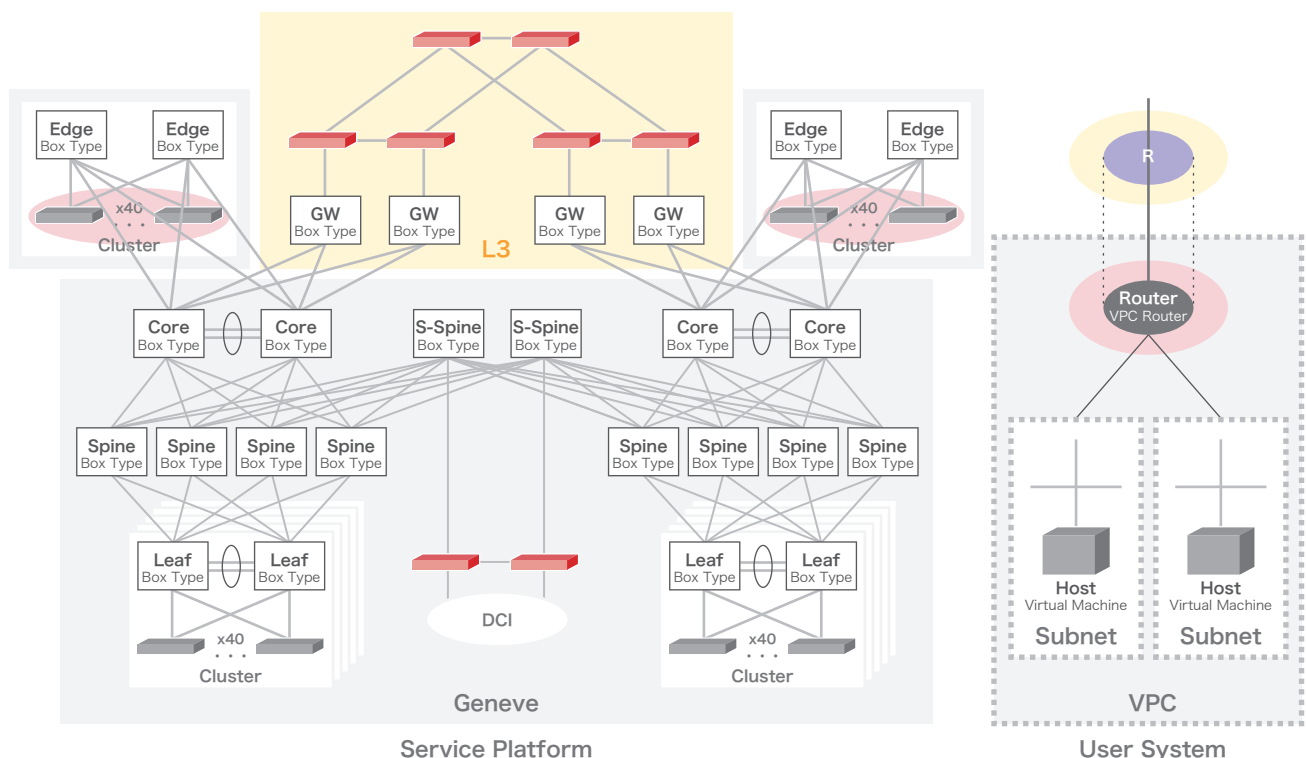 Edge
Box Type
Edge
Box Type
x40
...
Cluster
GW
Box Type
GW
Box Type
GW
Box Type
GW
Box Type
L3
Edge
Box Type
Edge
Box Type
x40
...
Cluster
Core
Box Type
Core
Box Type
S-Spine
Box Type
S-Spine
Box Type
Core
Box Type
Core
Box Type
Spine
Box Type
Spine
Box Type
Spine
Box Type
Spine
Box Type
Spine
Box Type
Spine
Box Type
Spine
Box Type
Spine
Box Type
Leaf
Box Type
Leaf
Box Type
x40
...
Cluster
DCI
Leaf
Box Type
Leaf
Box Type
x40
...
Cluster
Geneve
Service Platform
R
Router
VPC Router
Host
Virtual Machine
Subnet
Host
Virtual Machine
Subnet
VPC
User System